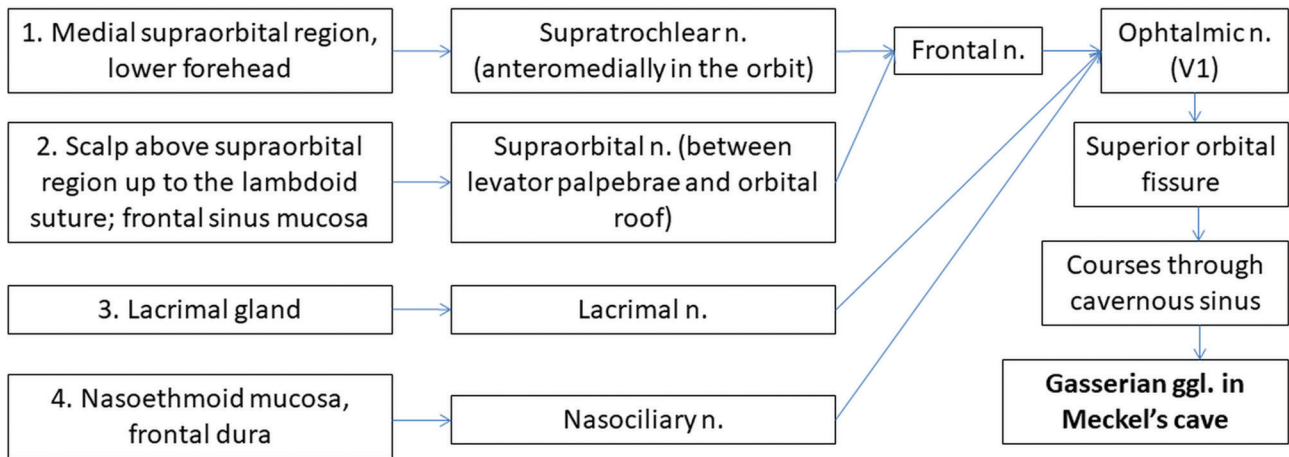 1. Medial supraorbital region,
lower forehead
Supratrochlear n.
(anteromedially in the orbit)
Frontal n.
Ophtalmic n.
(V1)
2. Scalp above supraorbital
region up to the lambdoid
suture; frontal sinus mucosa
Supraorbital n. (between
levator palpebrae and orbital
roof)
Superior orbital
fissure
3. Lacrimal gland
Lacrimal n.
Courses through
cavernous sinus
4. Nasoethmoid mucosa,
frontal dura
Nasociliary n.
Gasserian ggl. in
Meckel's cave